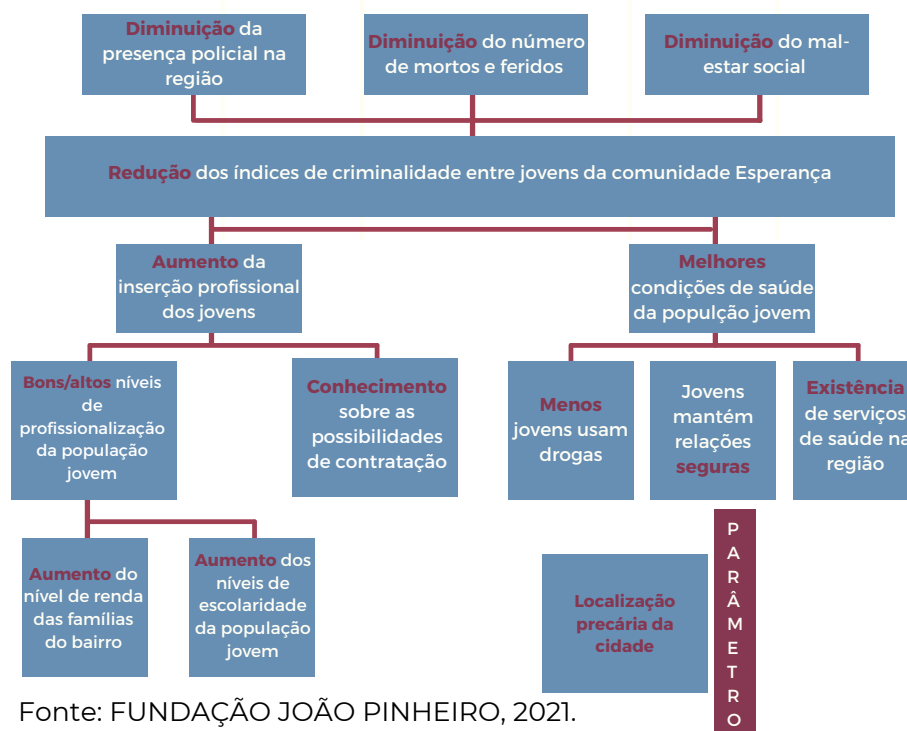 Diminuição da
presença policial na
região
Diminuição do número
de mortos e feridos
Diminuição do mal-
estar social
Redução dos índices de criminalidade entre jovens da comunidade Esperança
Aumento da
inserção profissional
dos jovens
Melhores
condições de saúde
da populção jovem
Bons/altos níveis
de
profissionalização
da população
jovem
Conhecimento
sobre as
possibilidades
de contratação
Menos
jovens usam
drogas
Jovens
mantém
relações
seguras
Existência
de serviços
de saúde na
região
Aumento do
nível de renda
das famílias
do bairro
Aumento dos
níveis de
escolaridade
da população
jovem
Localização
precária da
cidade
P
A
R
Â
M
E
T
R
O
Fonte: FUNDAÇÃO JOÃO PINHEIRO, 2021.